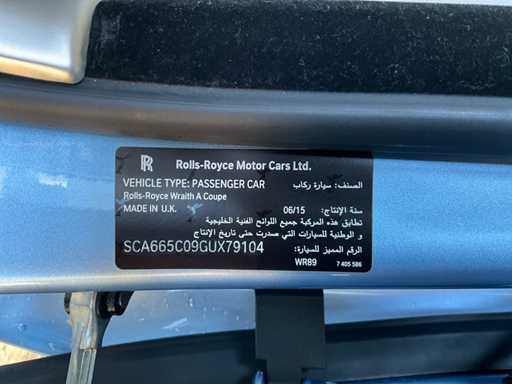 RR Rolls-Royce Motor Cars Ltd.
VEHICLE TYPE: PASSENGER CAR الصنف: سيارة ركاب
Rolls-Royce Wraith A Coupe
MADE IN U.K. 06/15 سنة الإنتاج:
تطابق هذه المركبة جميع اللوائح الفنية الخليجية
و الوطنية للسيارات التي صدرت حتى تاريخ الإنتاج
SCA665C09GUX79104 الرقم المميز للسيارة:
WR89 7 405 586